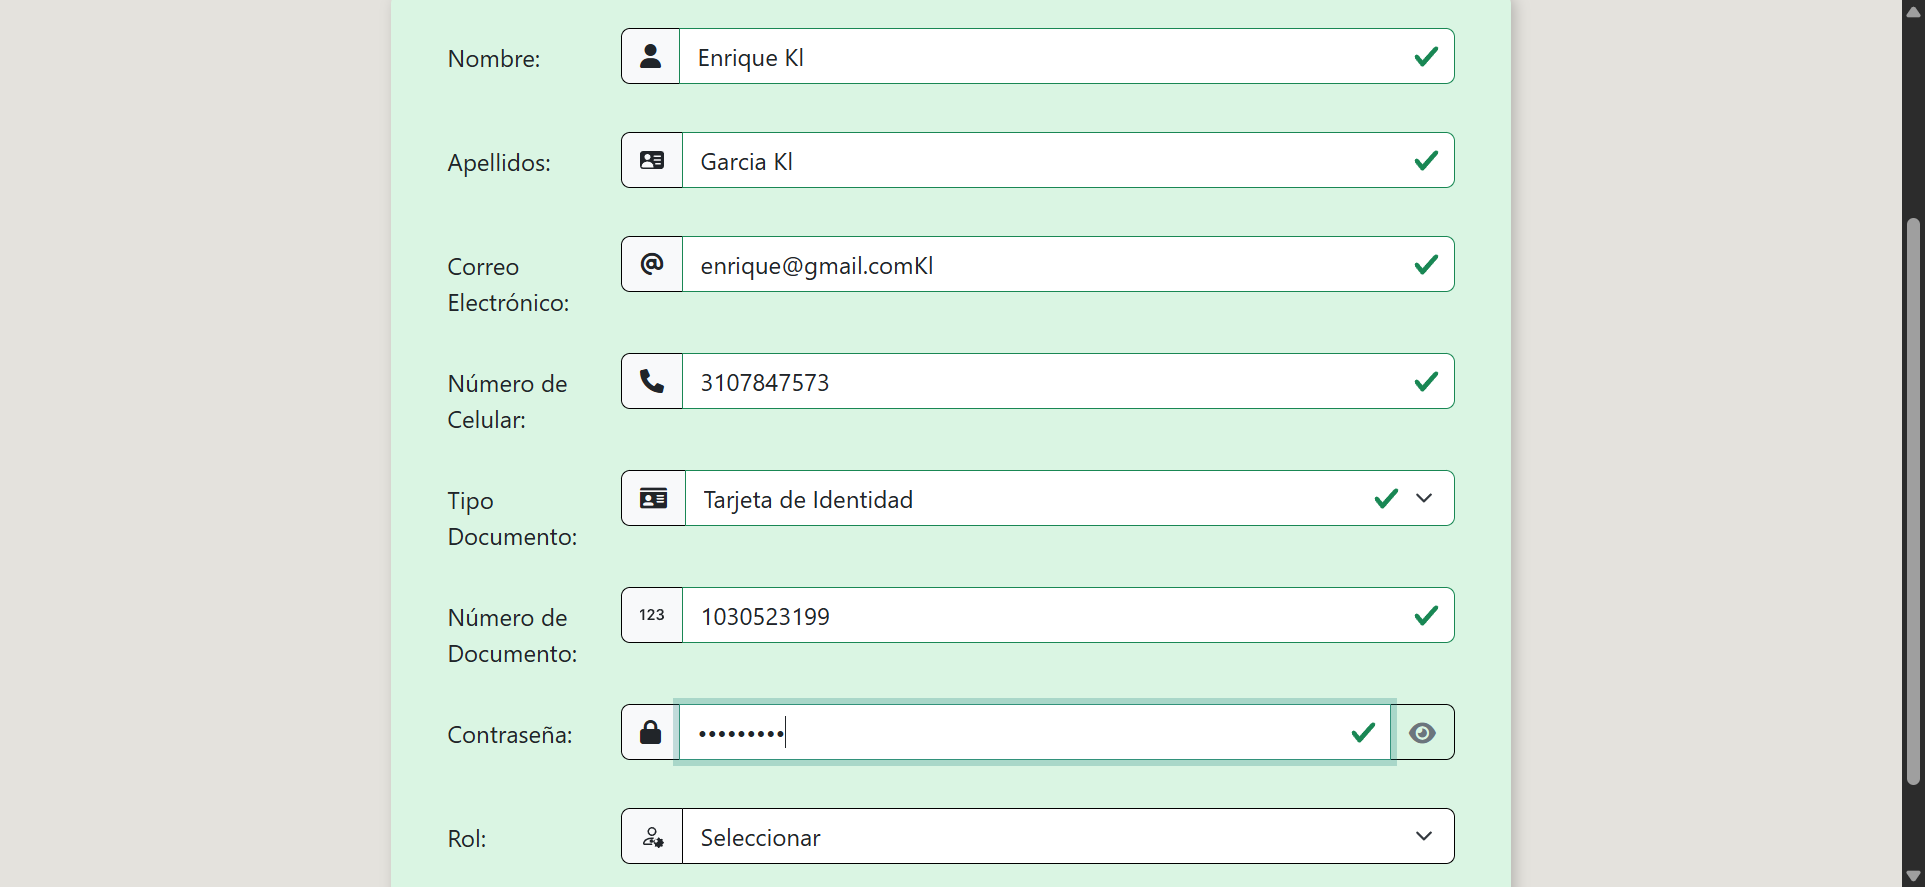 Nombre:
Enrique Kl
Apellidos:
Garcia Kl
Correo
Electrónico:
enrique@gmail.comKl
Número de
Celular:
3107847573
Tipo
Documento:
Tarjeta de Identidad
Número de
Documento:
123
1030523199
Contraseña:
•••••••••
Rol:
Seleccionar